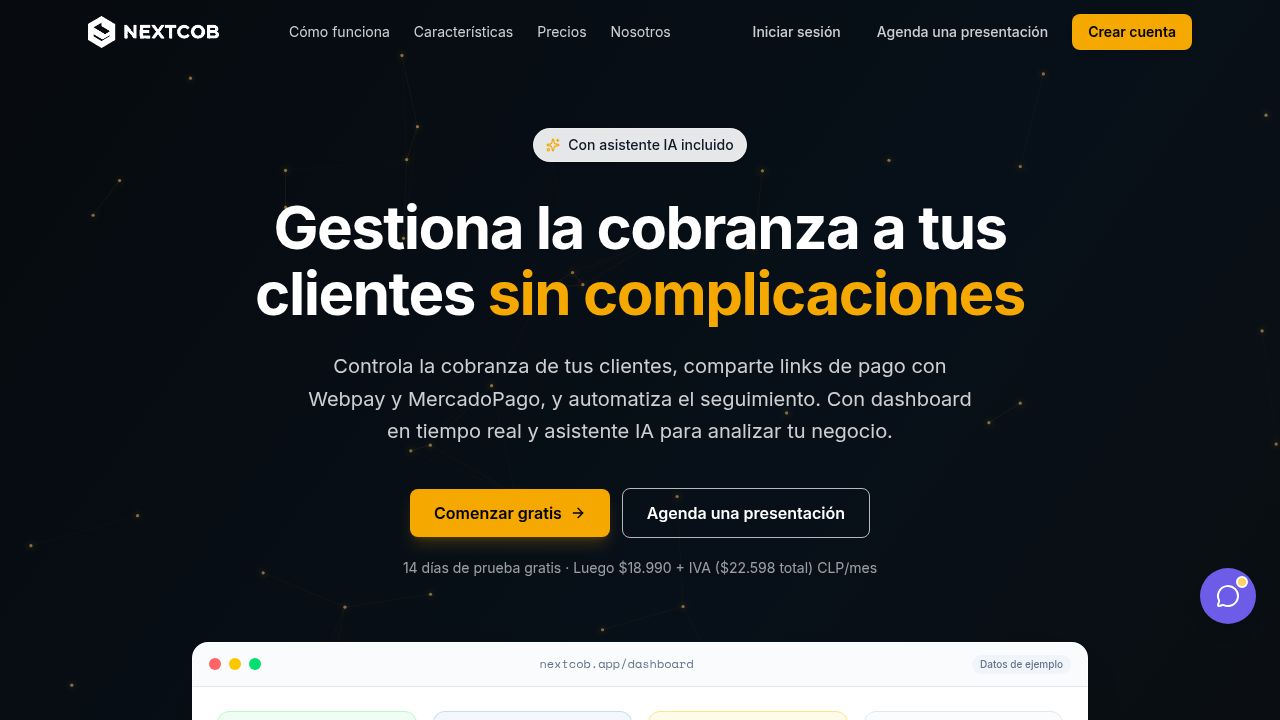 NEXTCOB
Cómo funciona
Características
Precios
Nosotros
Iniciar sesión
Agenda una presentación
Crear cuenta
Con asistente IA incluido
Gestiona la cobranza a tus
clientes sin complicaciones
Controla la cobranza de tus clientes, comparte links de pago con
Webpay y MercadoPago, y automatiza el seguimiento. Con dashboard
en tiempo real y asistente IA para analizar tu negocio.
Comenzar gratis →
Agenda una presentación
14 días de prueba gratis · Luego $18.990 + IVA ($22.598 total) CLP/mes
nextcob.app/dashboard
Datos de ejemplo